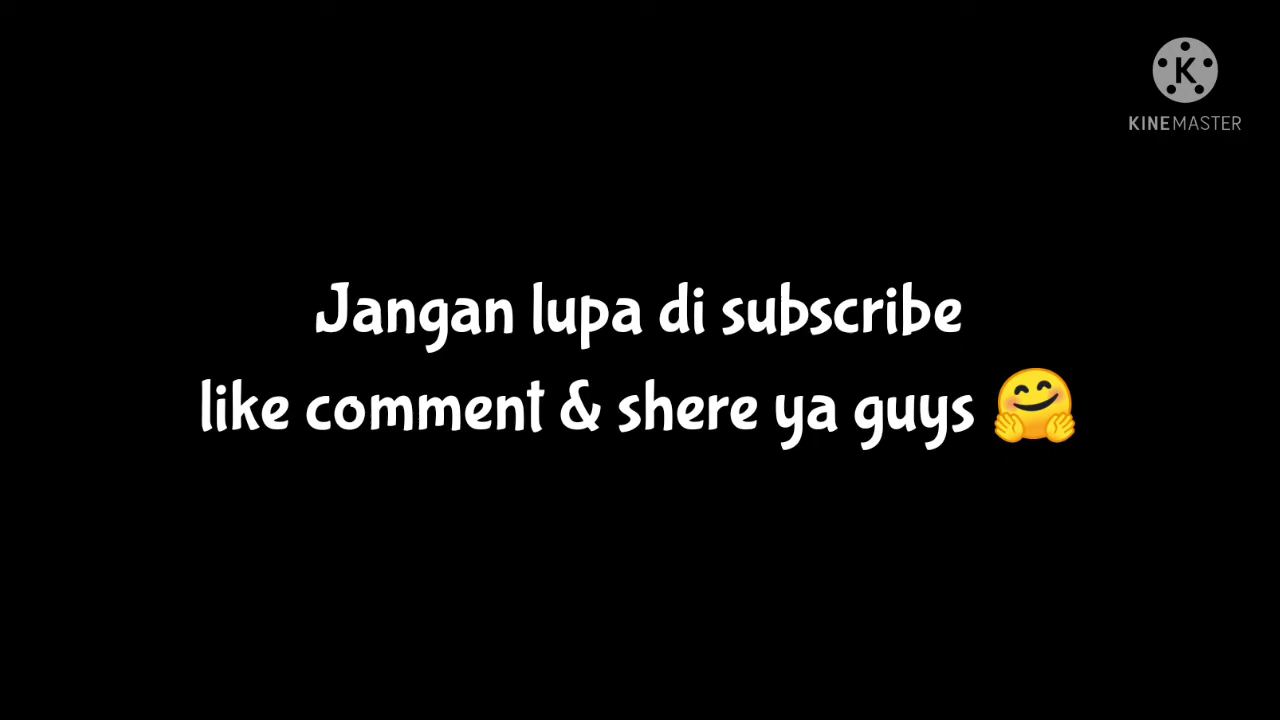 K
KINEMASTER
Jangan lupa di subscribe
like comment & shere ya guys 🤗